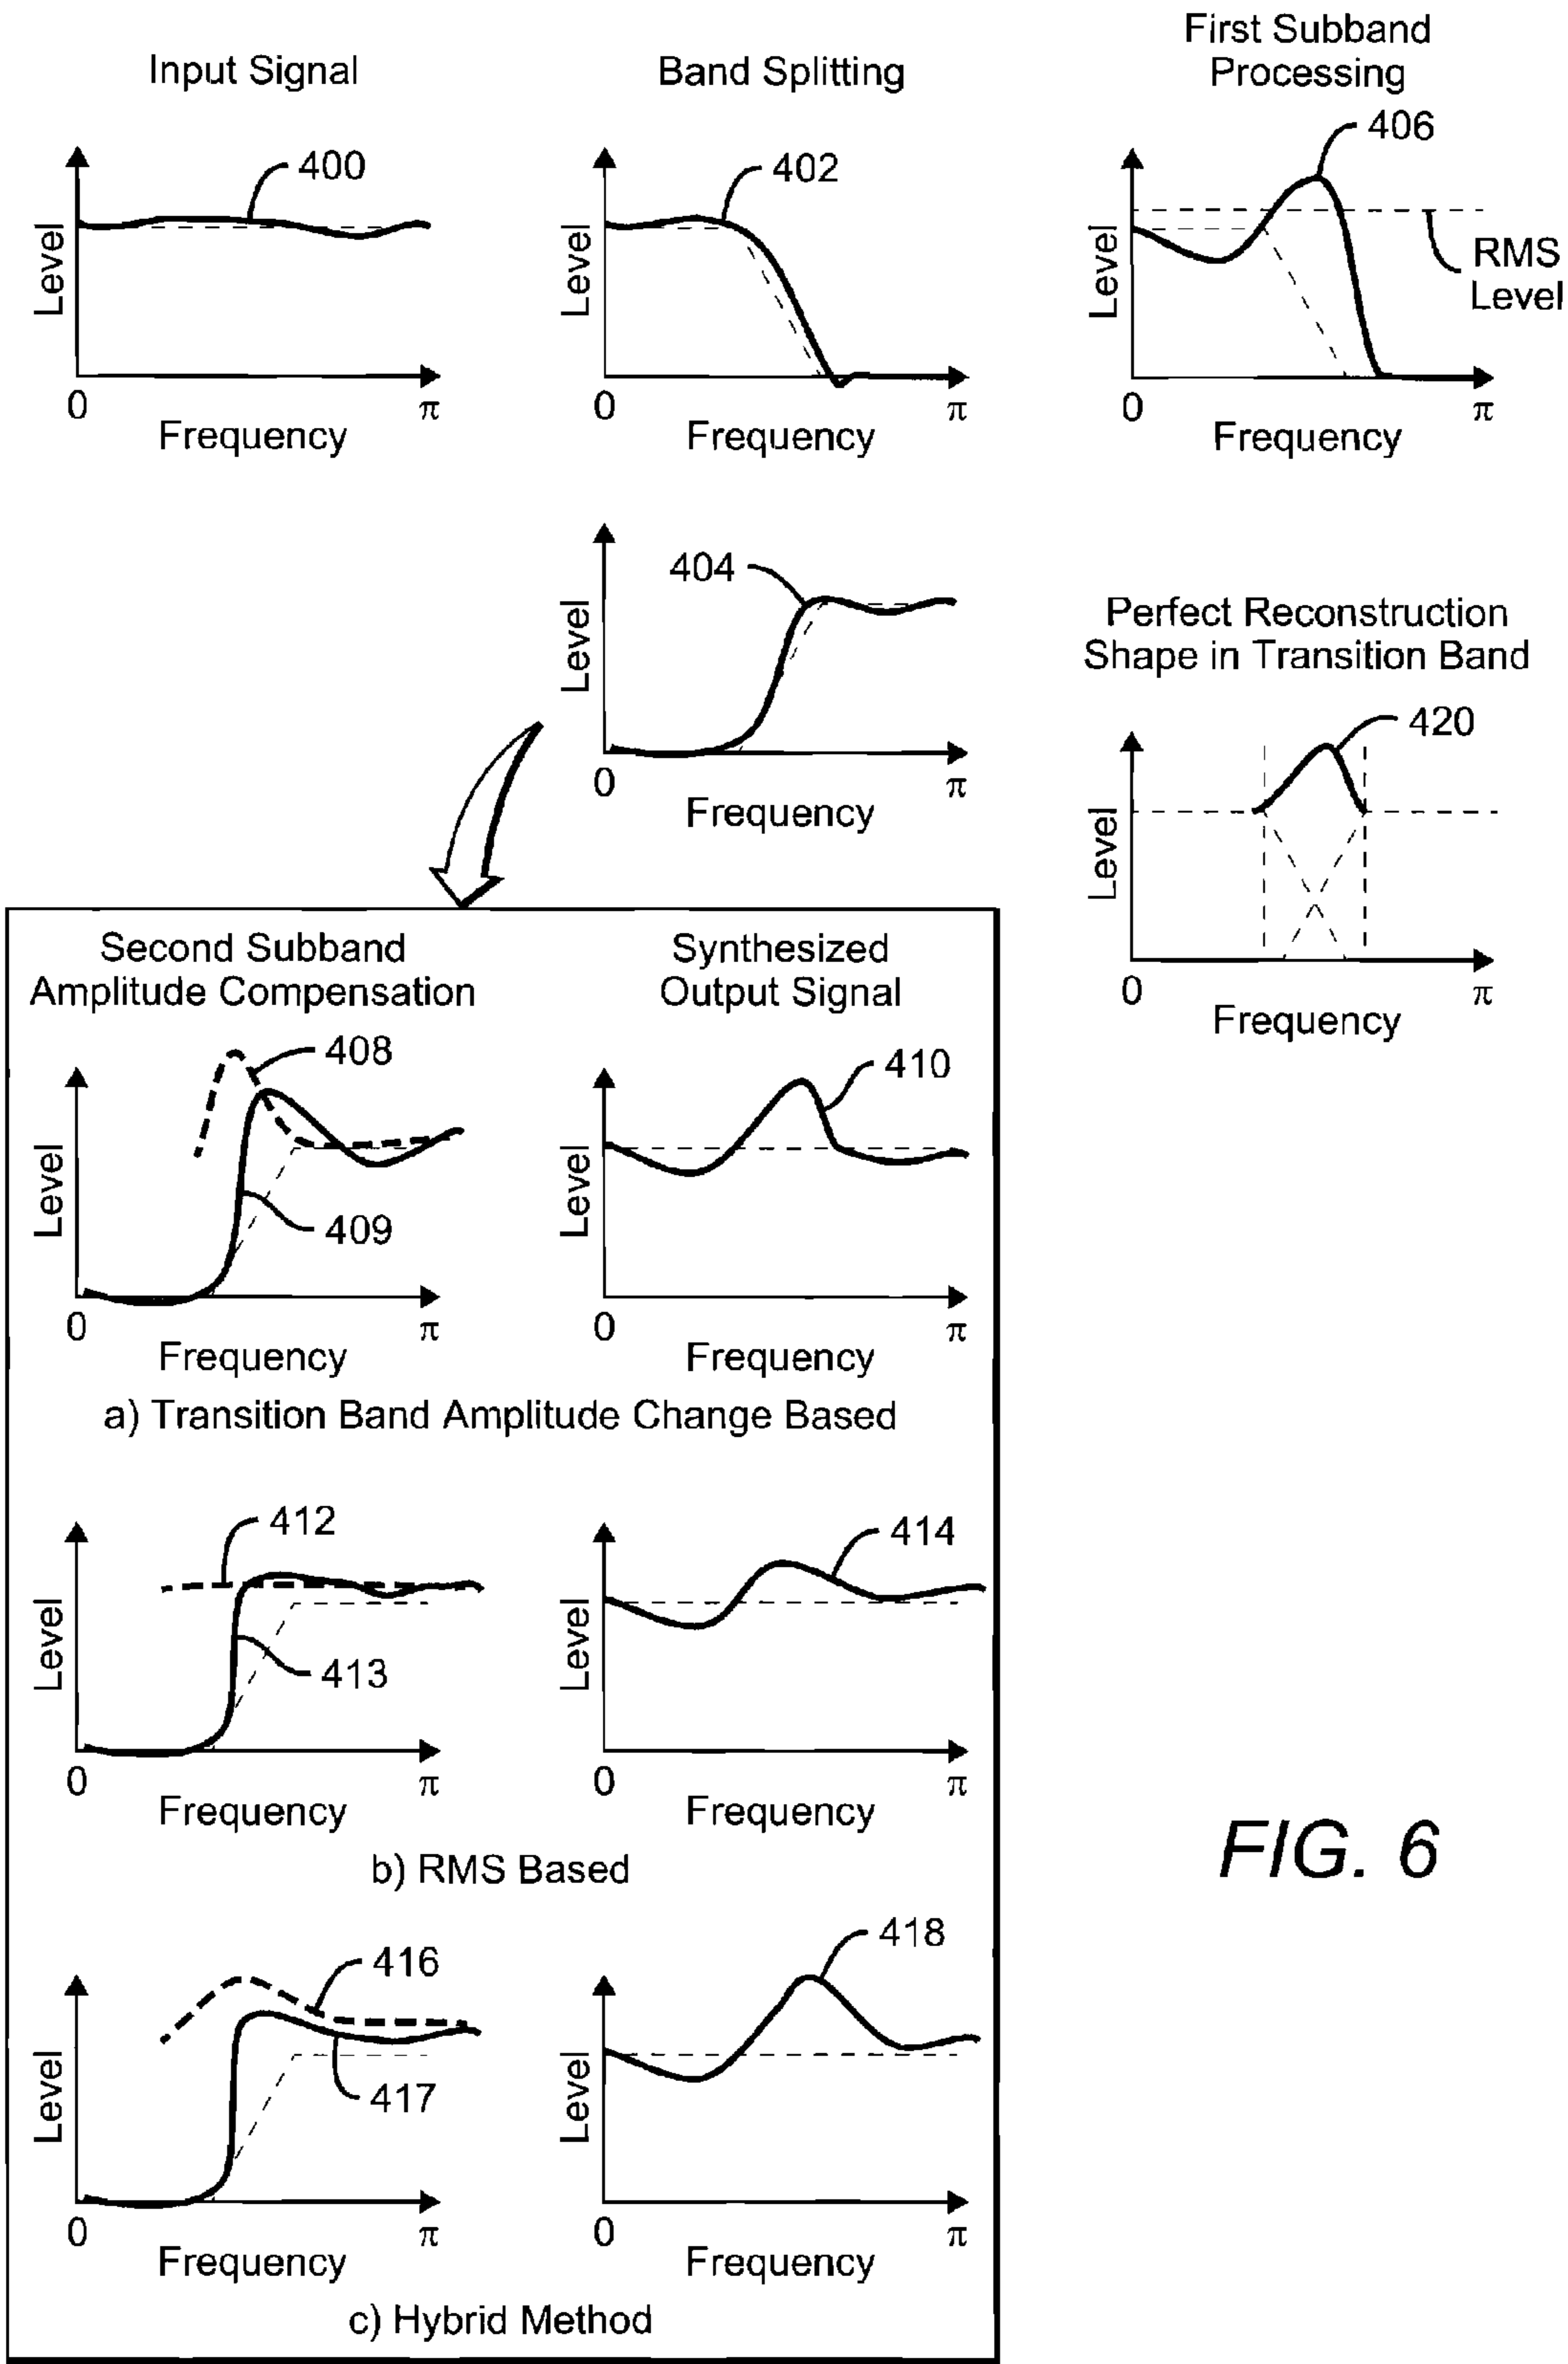 Input Signal
Band Splitting
First Subband
Processing
400
Level
0
π
Frequency
402
Level
0
π
Frequency
406
RMS
Level
Level
0
π
Frequency
404
Level
0
π
Frequency
Perfect Reconstruction
Shape in Transition Band
420
Level
0
π
Frequency
Second Subband
Amplitude Compensation
Synthesized
Output Signal
408
409
Level
0
π
Frequency
410
Level
0
π
Frequency
a) Transition Band Amplitude Change Based
412
413
Level
0
π
Frequency
414
Level
0
π
Frequency
b) RMS Based
416
417
Level
0
π
Frequency
418
Level
0
π
Frequency
c) Hybrid Method
FIG. 6